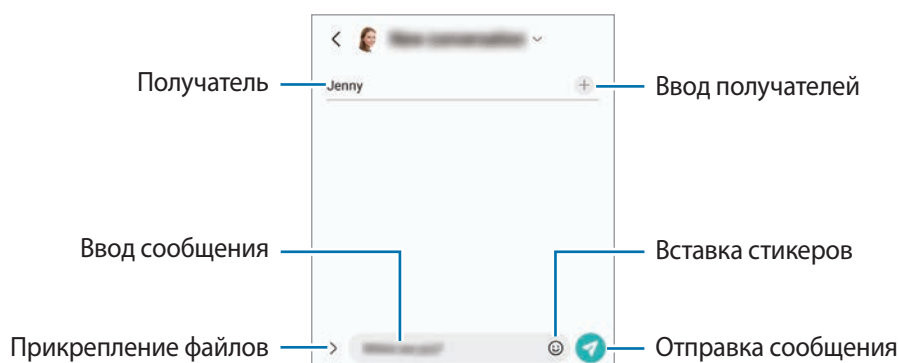 Получатель
Jenny
Ввод получателей
Ввод сообщения
Вставка стикеров
Прикрепление файлов
Отправка сообщения